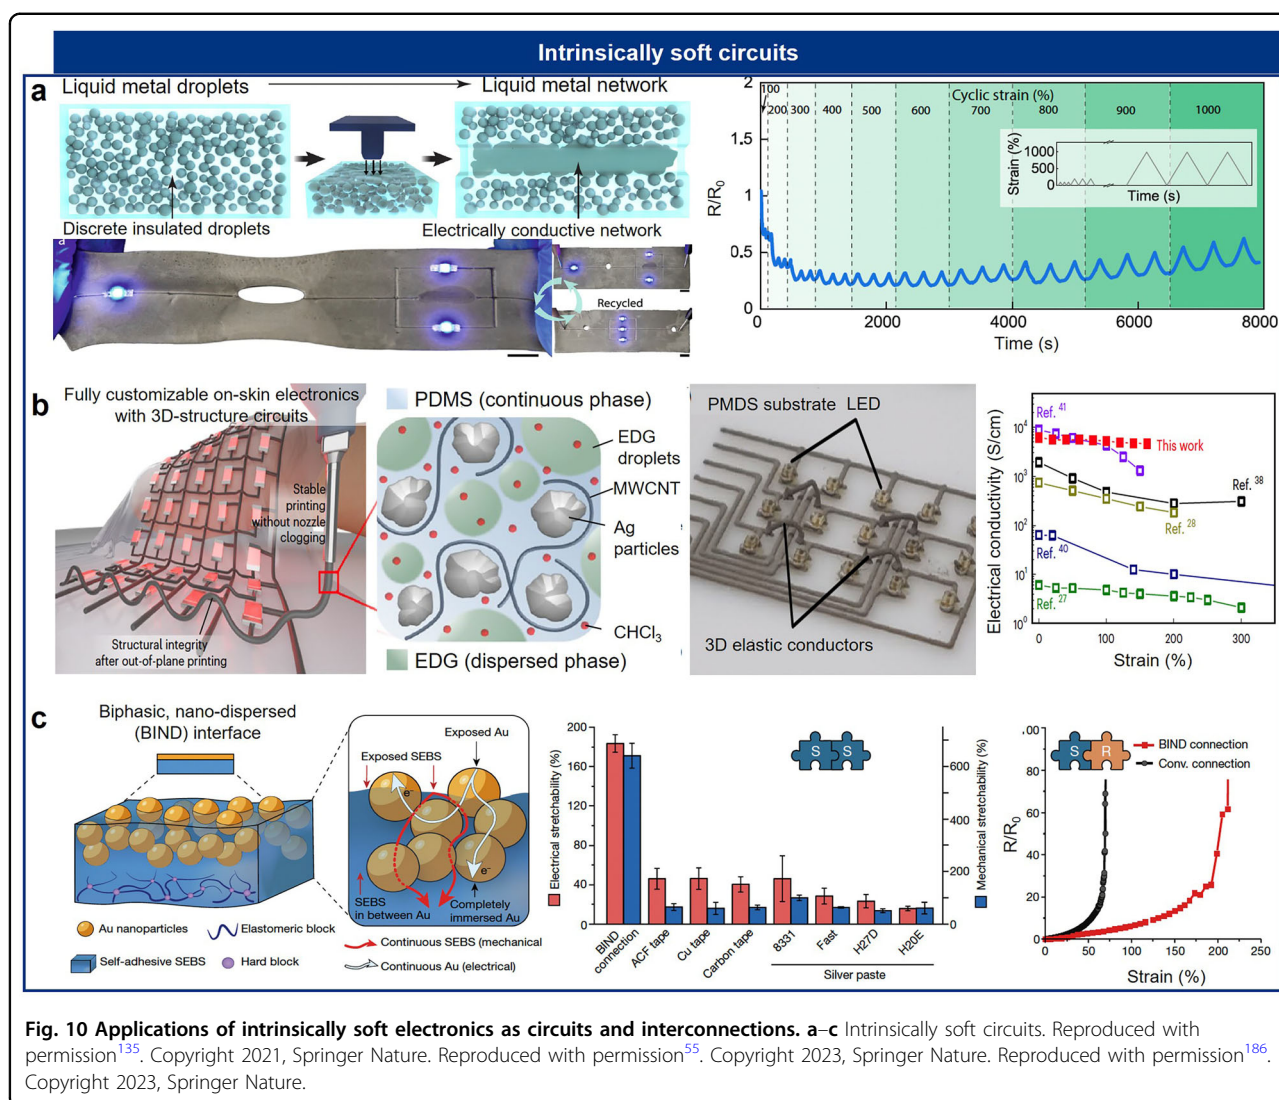 Intrinsically soft circuits
a
Liquid metal droplets
Liquid metal network
Discrete insulated droplets
Electrically conductive network
a
Recycled
R/R0
2
1.5
1
0.5
0
100
200
300
400
500
600
700
800
900
1000
Cyclic strain (%)
Strain (%)
1000
500
0
Time (s)
0
2000
4000
6000
8000
Time (s)
b
Fully customizable on-skin electronics
with 3D-structure circuits
Stable
printing
without nozzle
clogging
Structural integrity
after out-of-plane printing
PDMS (continuous phase)
EDG
droplets
MWCNT
Ag
particles
CHCl3
EDG (dispersed phase)
PMDS substrate
LED
3D elastic conductors
Electrical conductivity (S/cm)
10^4
10^3
10^2
10^1
10^0
Ref. 41
This work
Ref. 38
Ref. 28
Ref. 40
Ref. 27
0
100
200
300
Strain (%)
c
Biphasic, nano-dispersed
(BIND) interface
Exposed Au
Exposed SEBS
e-
e-
SEBS
in between Au
Completely
immersed Au
Au nanoparticles
Elastomeric block
Self-adhesive SEBS
Hard block
Continuous SEBS (mechanical
Continuous Au (electrical)
Electrical stretchability (%)
200
160
120
80
40
0
S
S
Mechanical stretchability (%)
600
400
200
0
BIND
connection
ACF tape
Cu tape
Carbon tape
8331
Fast
H27D
H20E
Silver paste
R/R0
,00
80
60
40
20
0
S
R
BIND connection
Conv. connection
0
50
100
150
200
250
Strain (%)
Fig. 10 Applications of intrinsically soft electronics as circuits and interconnections. a–c Intrinsically soft circuits. Reproduced with
permission135. Copyright 2021, Springer Nature. Reproduced with permission55. Copyright 2023, Springer Nature. Reproduced with permission186.
Copyright 2023, Springer Nature.